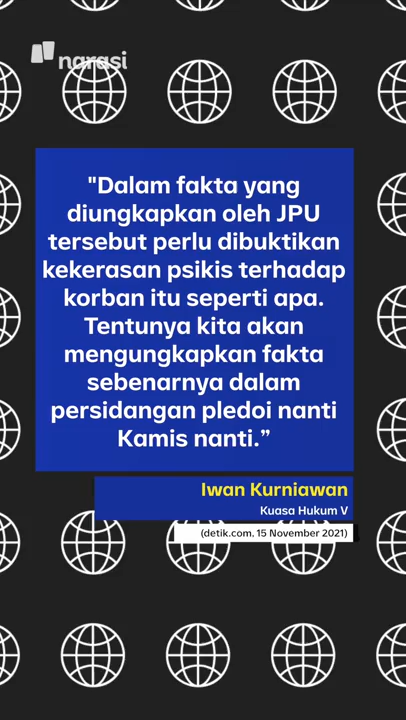 narasi
"Dalam fakta yang
diungkapkan oleh JPU
tersebut perlu dibuktikan
kekerasan psikis terhadap
korban itu seperti apa.
Tentunya kita akan
mengungkapkan fakta
sebenarnya dalam
persidangan pledoi nanti
Kamis nanti.”
Iwan Kurniawan
Kuasa Hukum V
(detik.com, 15 November 2021)